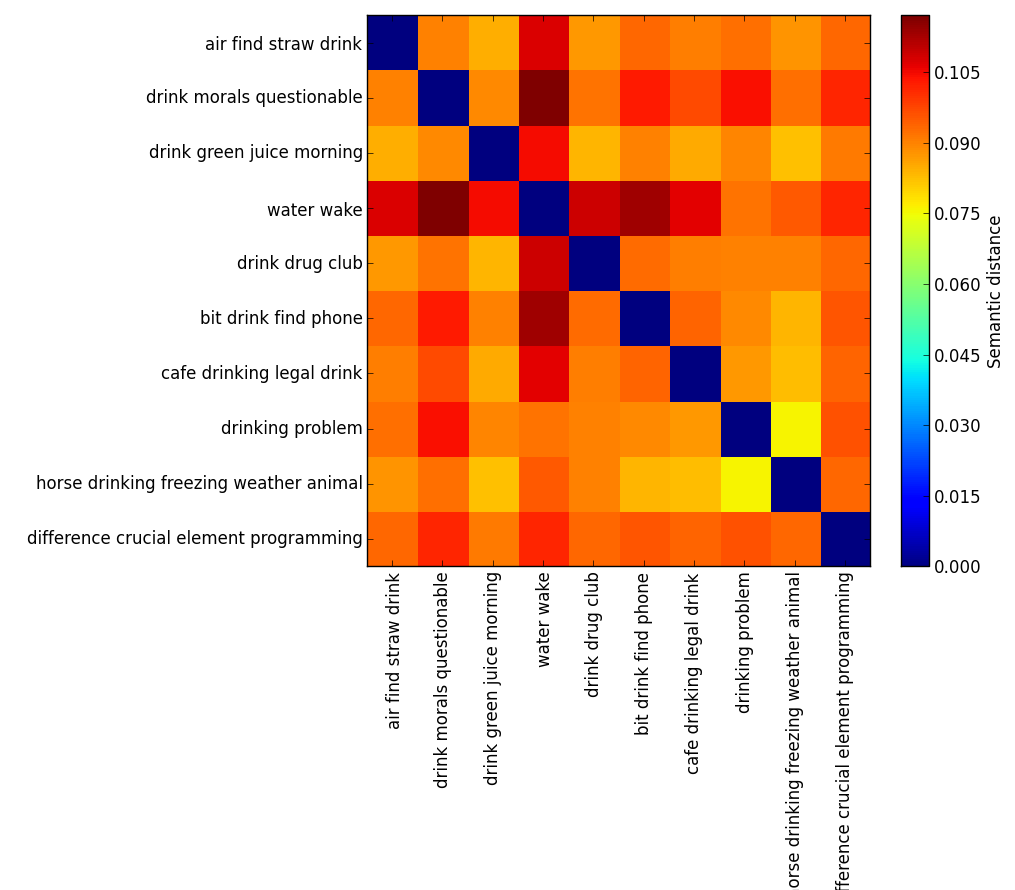 air find straw drink
drink morals questionable
drink green juice morning
water wake
drink drug club
bit drink find phone
cafe drinking legal drink
drinking problem
horse drinking freezing weather animal
difference crucial element programming
0.105
0.090
0.075
0.060
0.045
0.030
0.015
0.000
Semantic distance
air find straw drink
drink morals questionable
drink green juice morning
water wake
drink drug club
bit drink find phone
cafe drinking legal drink
drinking problem
orse drinking freezing weather animal
fference crucial element programming